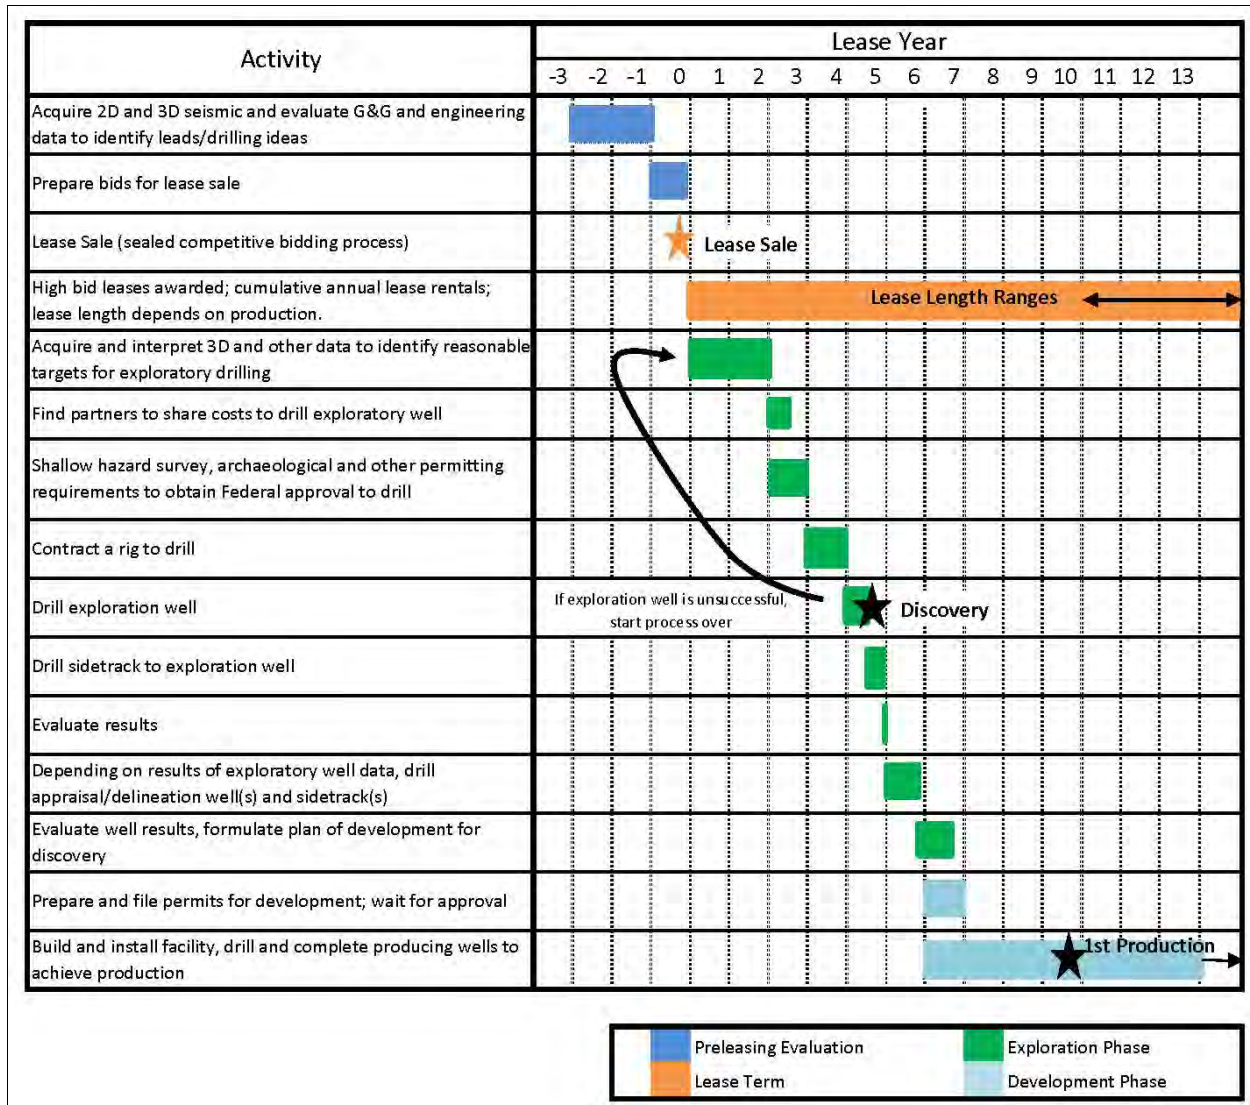 Activity
Lease Year
-3 -2 -1 0 1 2 3 4 5 6 7 8 9 10 11 12 13
Acquire 2D and 3D seismic and evaluate G&G and engineering
data to identify leads/drilling ideas
Prepare bids for lease sale
Lease Sale (sealed competitive bidding process)
Lease Sale
High bid leases awarded; cumulative annual lease rentals;
lease length depends on production.
Lease Length Ranges
Acquire and interpret 3D and other data to identify reasonable
targets for exploratory drilling
Find partners to share costs to drill exploratory well
Shallow hazard survey, archaeological and other permitting
requirements to obtain Federal approval to drill
Contract a rig to drill
Drill exploration well
If exploration well is unsuccessful,
start process over
Discovery
Drill sidetrack to exploration well
Evaluate results
Depending on results of exploratory well data, drill
appraisal/delineation well(s) and sidetrack(s)
Evaluate well results, formulate plan of development for
discovery
Prepare and file permits for development; wait for approval
Build and install facility, drill and complete producing wells to
achieve production
1st Production
Preleasing Evaluation
Exploration Phase
Lease Term
Development Phase